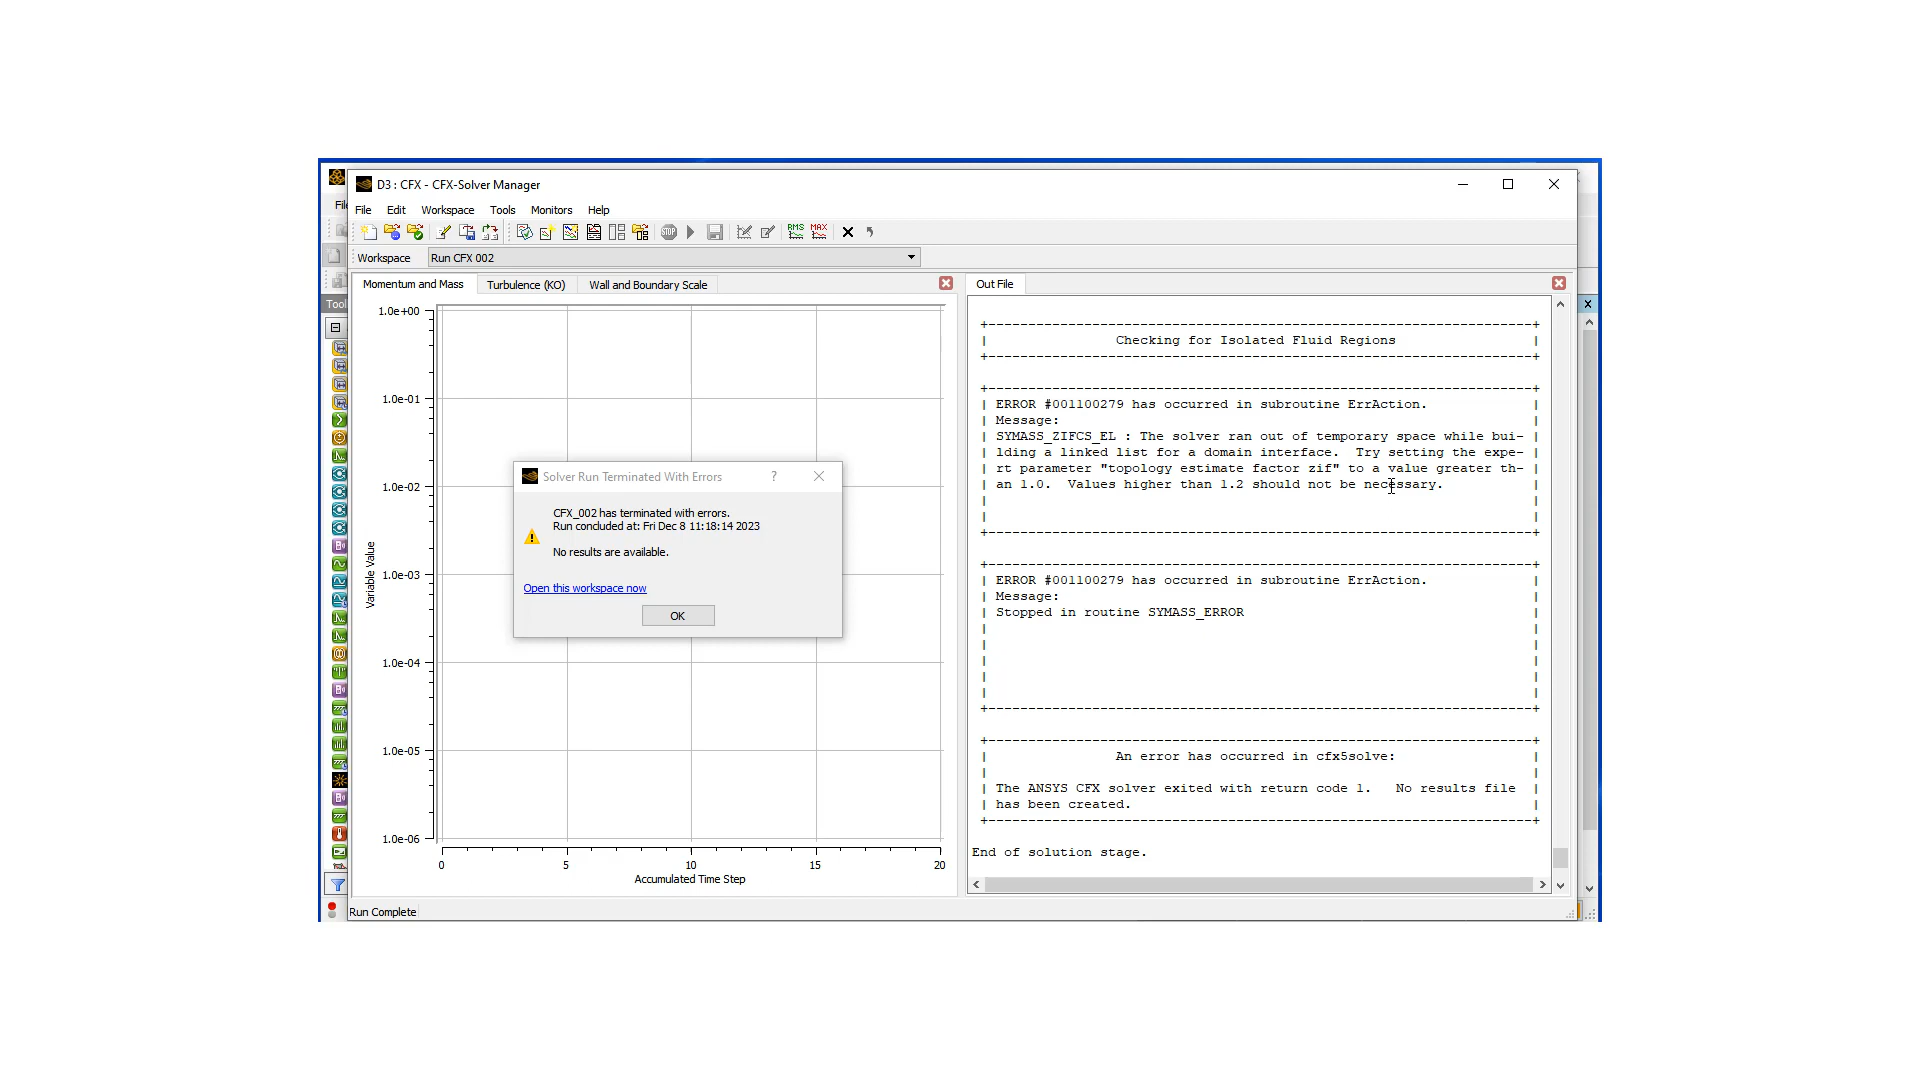 D3 : CFX - CFX-Solver Manager
File Edit Workspace Tools Monitors Help
STOP RMS MAX
Workspace Run CFX 002
Momentum and Mass Turbulence (KO) Wall and Boundary Scale
1.0e+00
1.0e-01
1.0e-02
1.0e-03
1.0e-04
1.0e-05
1.0e-06
Variable Value
0 5 10 15 20
Accumulated Time Step
Solver Run Terminated With Errors ?
CFX_002 has terminated with errors.
Run concluded at: Fri Dec 8 11:18:14 2023
No results are available.
Open this workspace now
OK
Out File
+--------------------------------------------------------------------+
| Checking for Isolated Fluid Regions |
+--------------------------------------------------------------------+
+--------------------------------------------------------------------+
| ERROR #001100279 has occurred in subroutine ErrAction. |
| Message: |
| SYMASS_ZIFCS_EL : The solver ran out of temporary space while bui- |
| lding a linked list for a domain interface.  Try setting the expe- |
| rt parameter "topology estimate factor zif" to a value greater th- |
| an 1.0.  Values higher than 1.2 should not be necessary. |
+--------------------------------------------------------------------+
+--------------------------------------------------------------------+
| ERROR #001100279 has occurred in subroutine ErrAction. |
| Message: |
| Stopped in routine SYMASS_ERROR |
+--------------------------------------------------------------------+
+--------------------------------------------------------------------+
| An error has occurred in cfx5solve: |
| The ANSYS CFX solver exited with return code 1.   No results file |
| has been created. |
+--------------------------------------------------------------------+
End of solution stage.
Run Complete
File
Tool